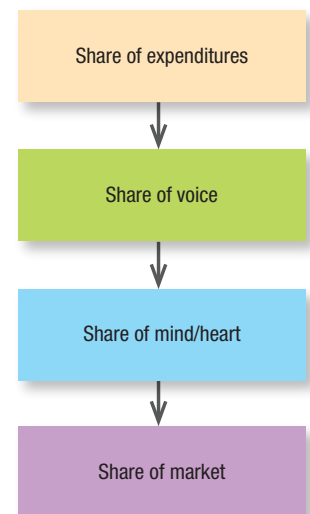 Share of expenditures
Share of voice
Share of mind/heart
Share of market